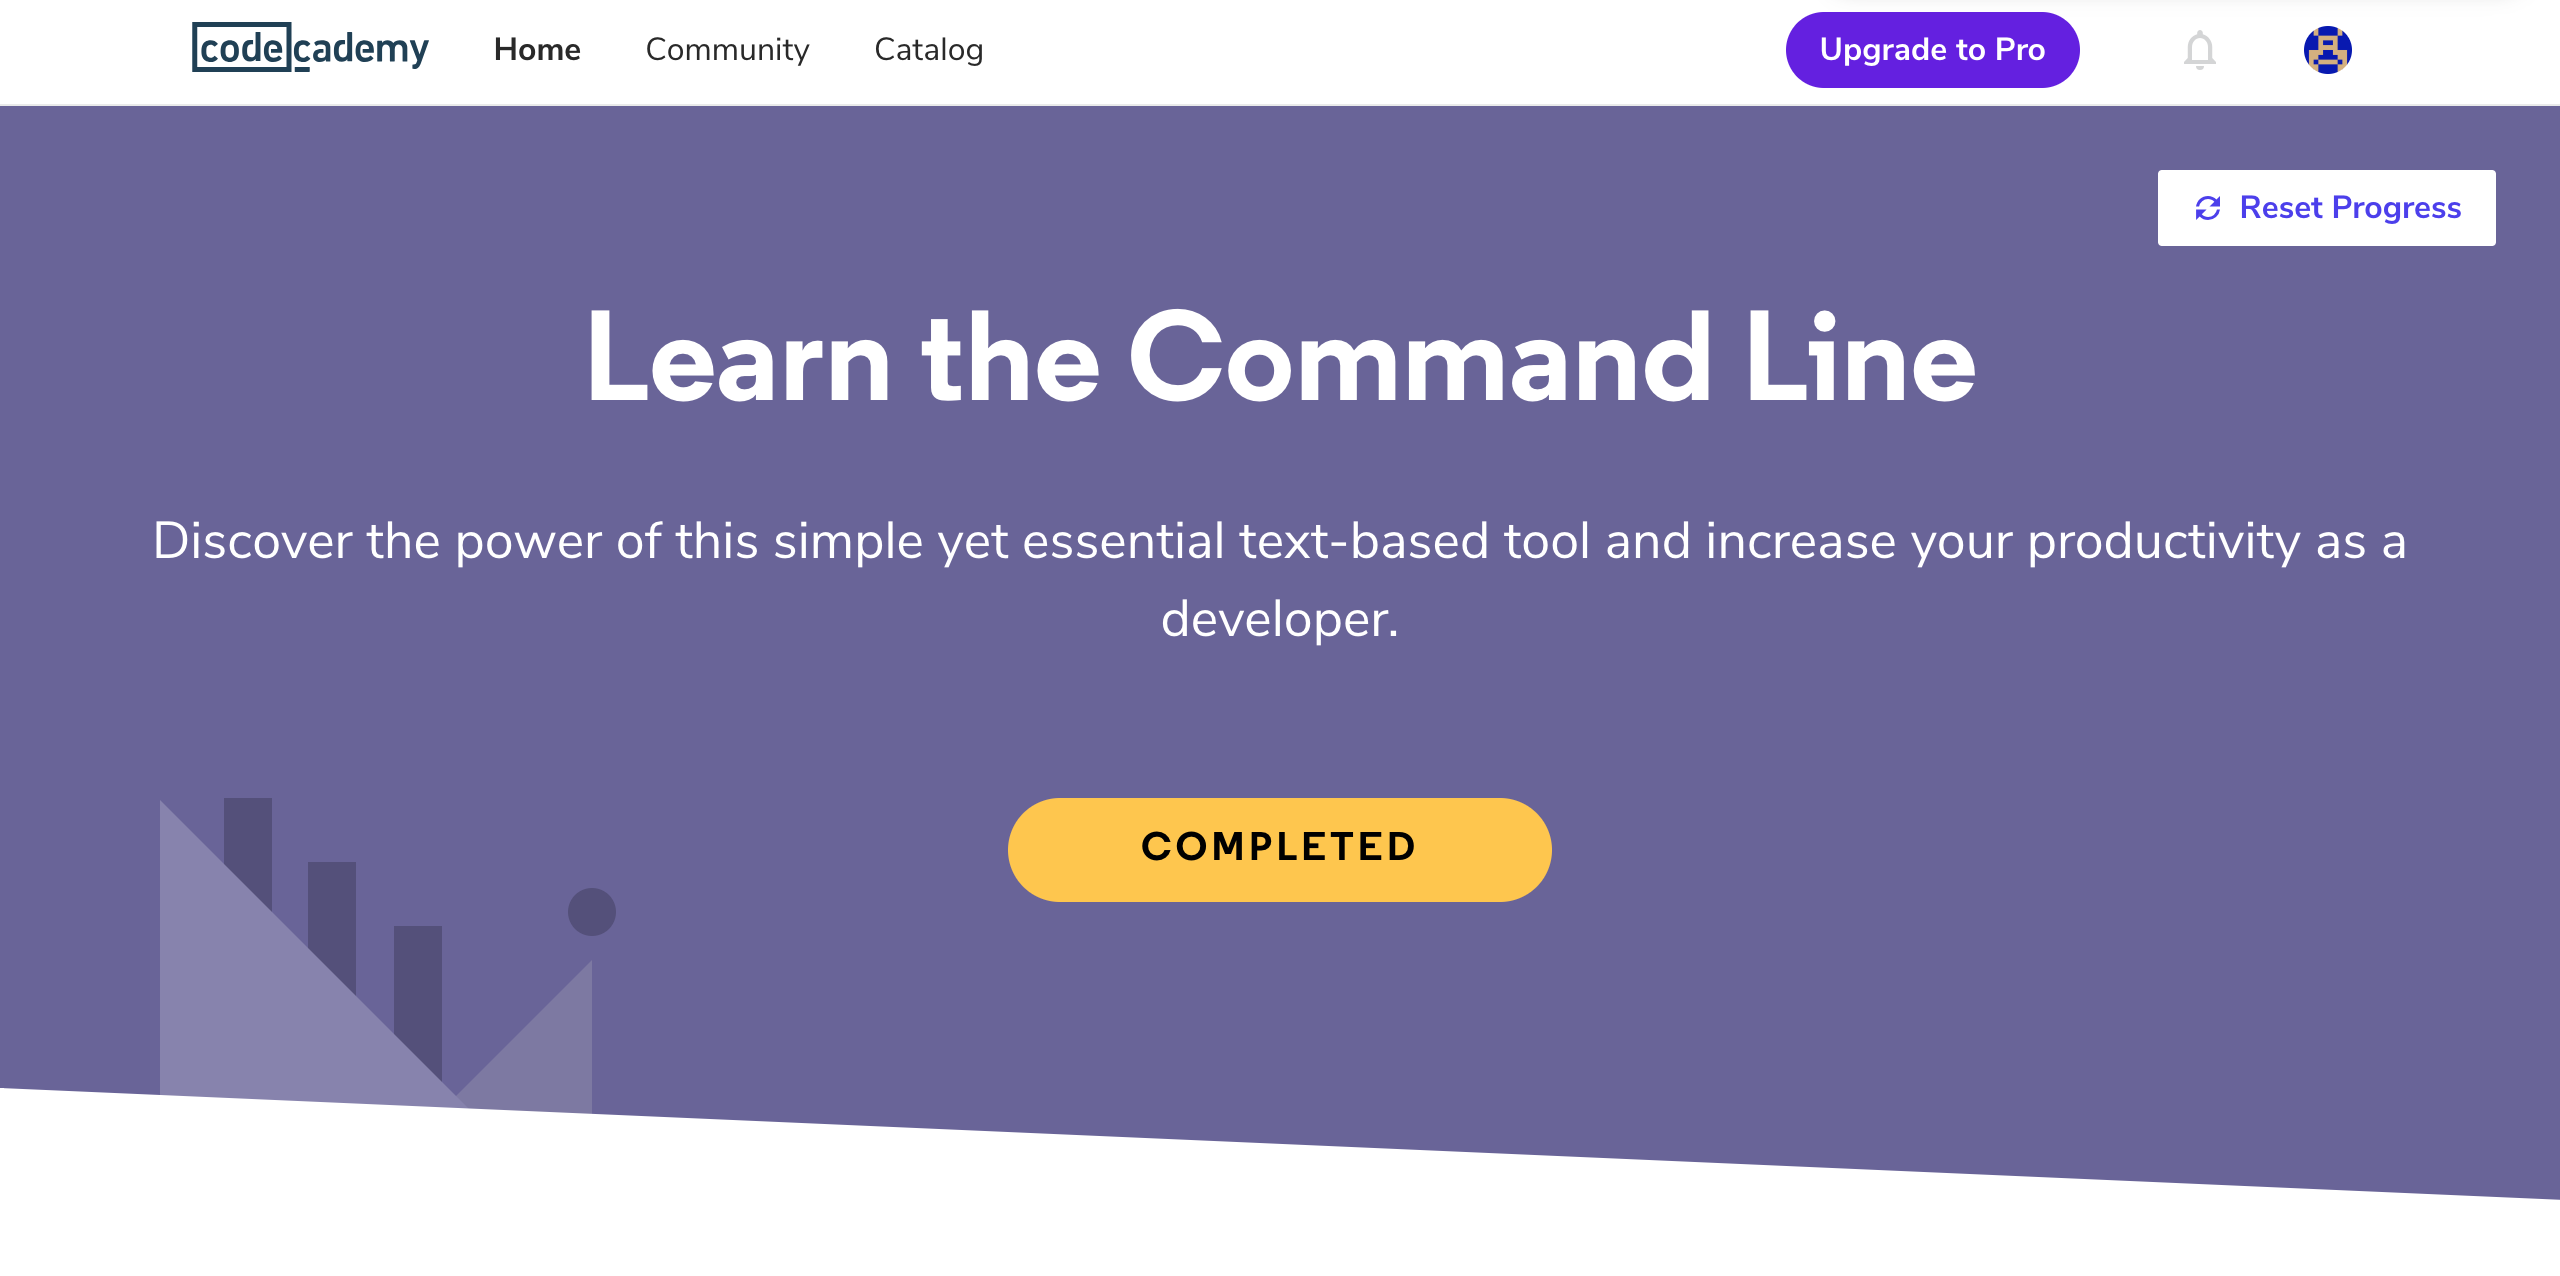 codecademy Home Community Catalog Upgrade to Pro
Reset Progress
Learn the Command Line
Discover the power of this simple yet essential text-based tool and increase your productivity as a
developer.
COMPLETED